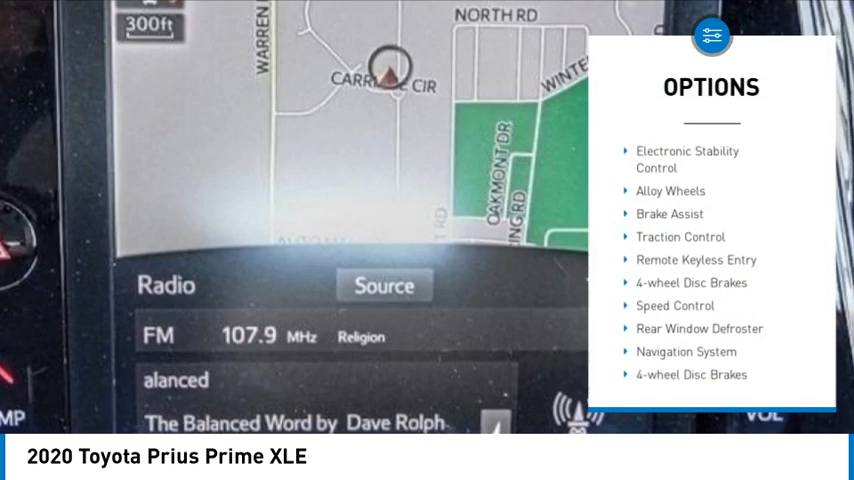 300ft
WARREN
NORTH RD
CIR
OAKMONT DR
RD
Radio
Source
FM 107.9 MHz Religion
alanced
The Balanced Word by Dave Rolph
MP
VOL
OPTIONS
Electronic Stability
Control
Alloy Wheels
Brake Assist
Traction Control
Remote Keyless Entry
4-wheel Disc Brakes
Speed Control
Rear Window Defroster
Navigation System
4-wheel Disc Brakes
2020 Toyota Prius Prime XLE